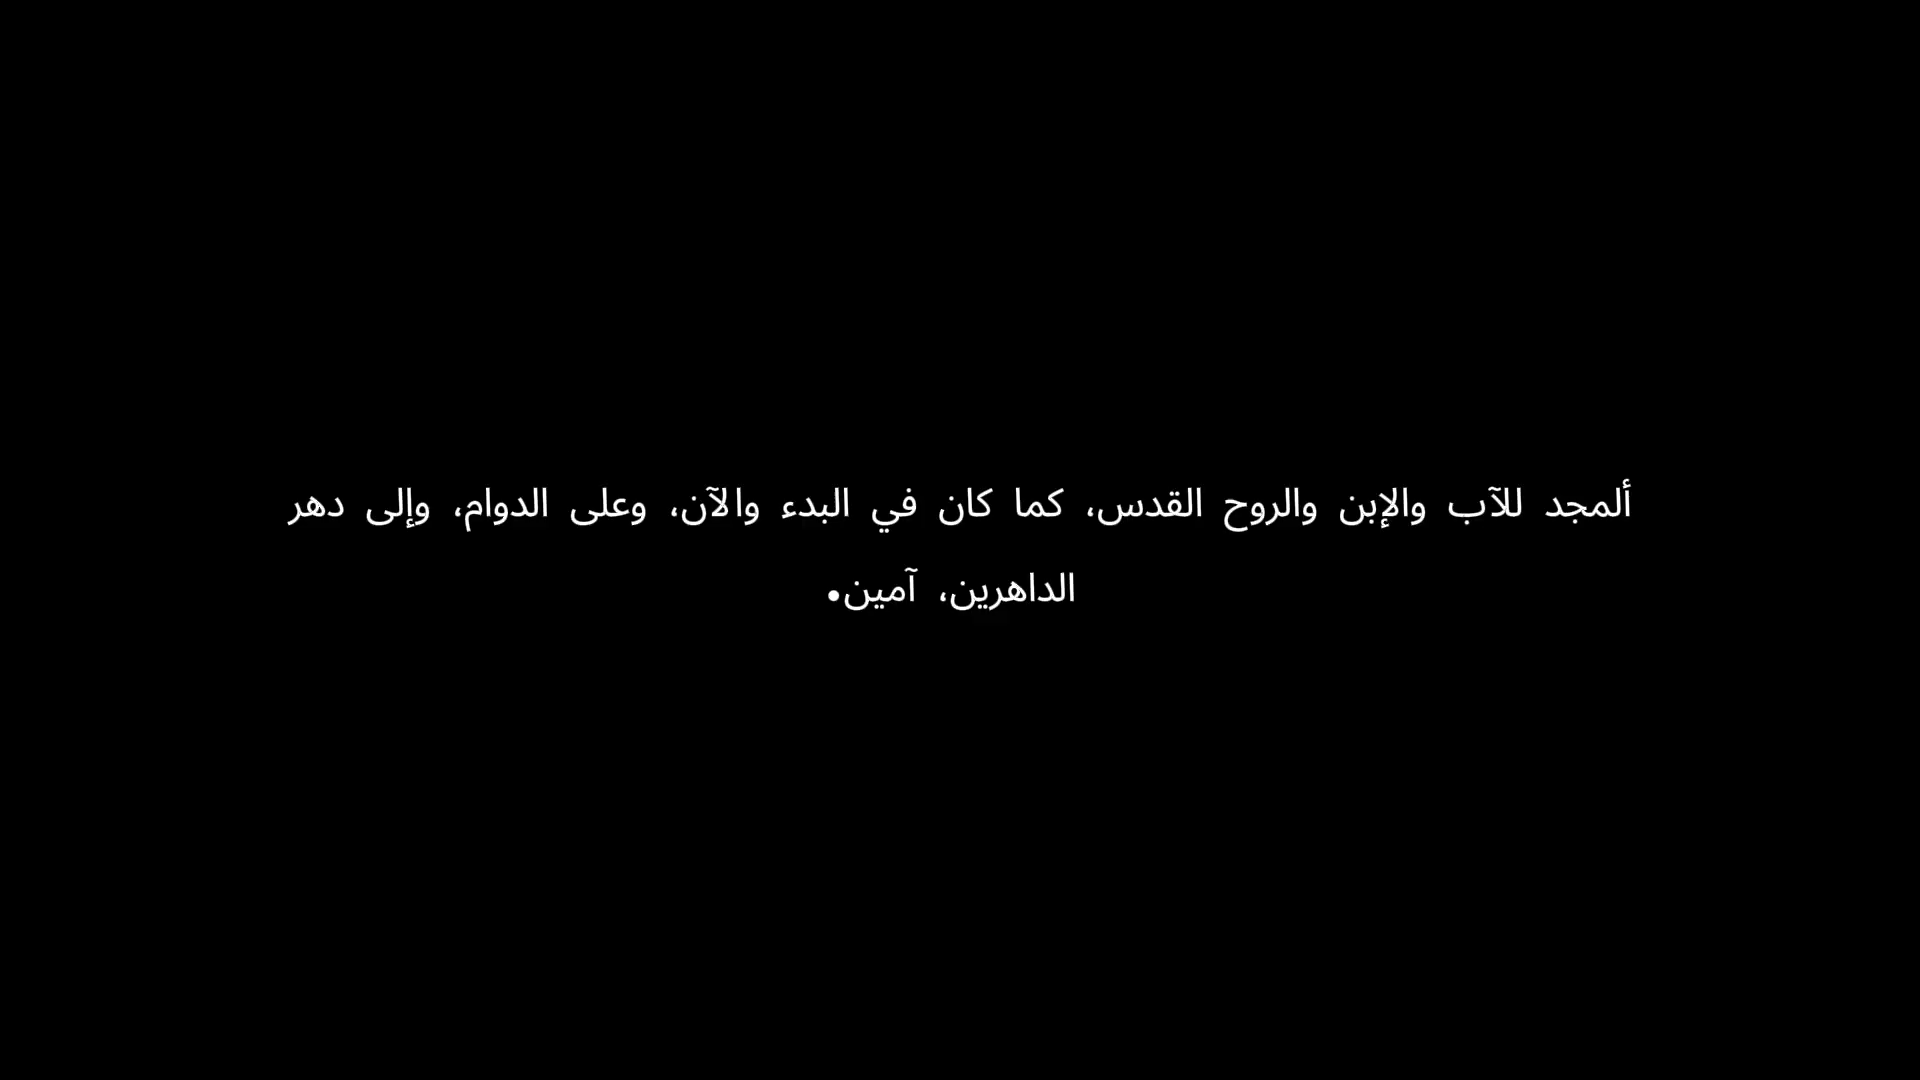 ألمجد للآب والإبن والروح القدس، كما كان في البدء والآن، وعلى الدوام، وإلى دهر
الداهرين، آمين.